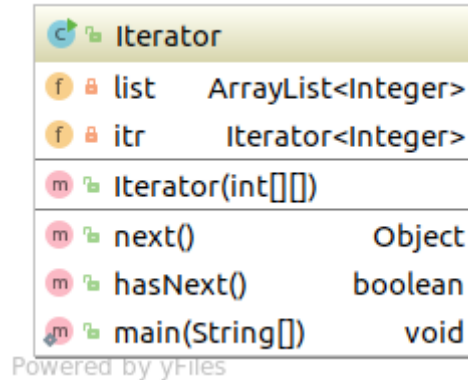 Iterator
list ArrayList<Integer>
itr Iterator<Integer>
Iterator(int[][])
next() Object
hasNext() boolean
main(String[]) void
Powered by yFiles